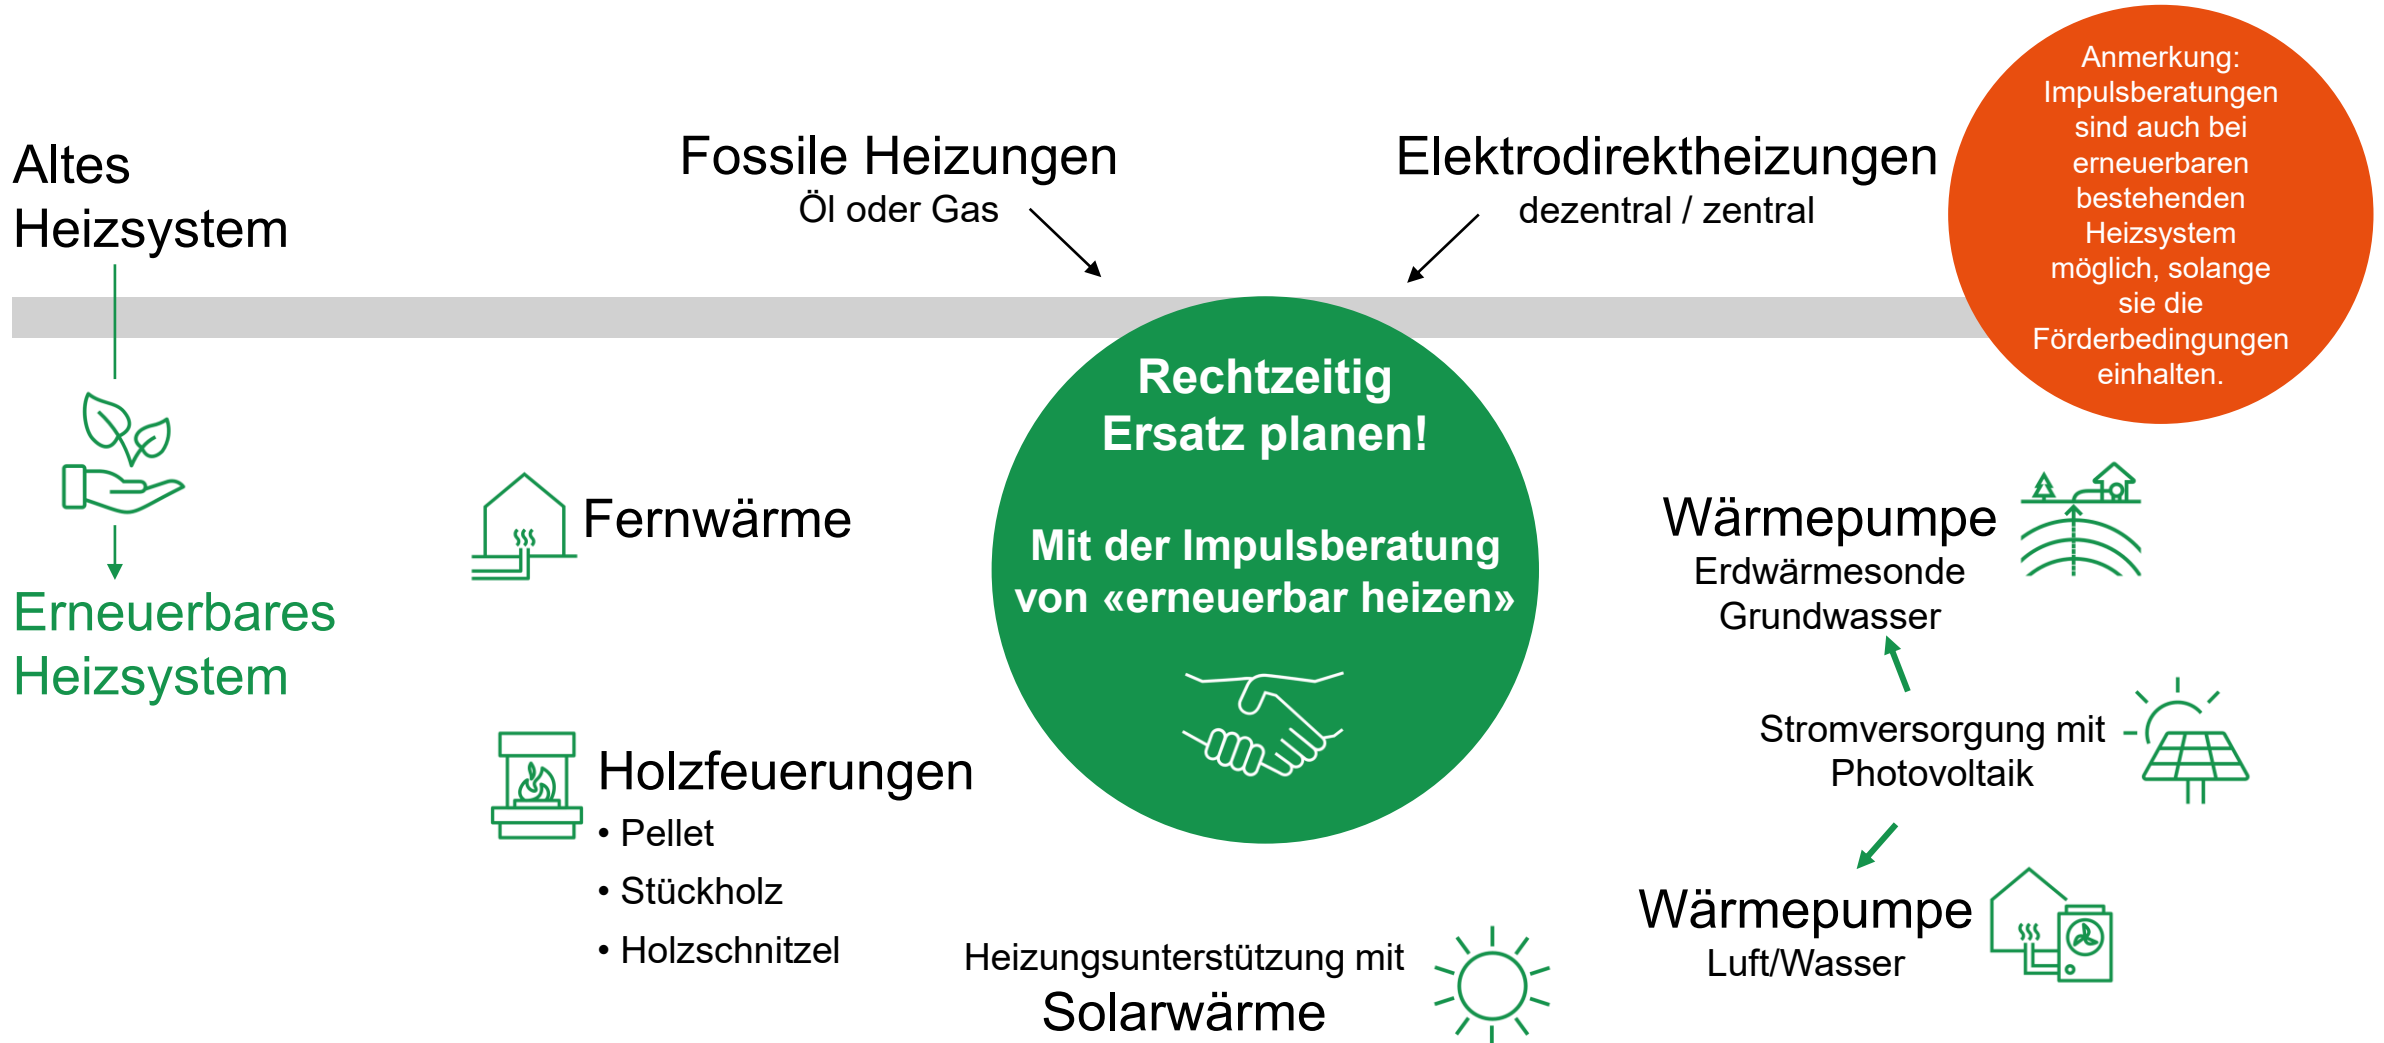 Altes
Heizsystem
Fossile Heizungen
Öl oder Gas
Elektrodirektheizungen
dezentral / zentral
Anmerkung:
Impulsberatungen
sind auch bei
erneuerbaren
bestehenden
Heizsystem
möglich, solange
sie die
Förderbedingungen
einhalten.
Rechtzeitig
Ersatz planen!
Mit der Impulsberatung
von «erneuerbar heizen»
Erneuerbares
Heizsystem
Fernwärme
Holzfeuerungen
• Pellet
• Stückholz
• Holzschnitzel
Heizungsunterstützung mit
Solarwärme
Wärmepumpe
Erdwärmesonde
Grundwasser
Stromversorgung mit
Photovoltaik
Wärmepumpe
Luft/Wasser